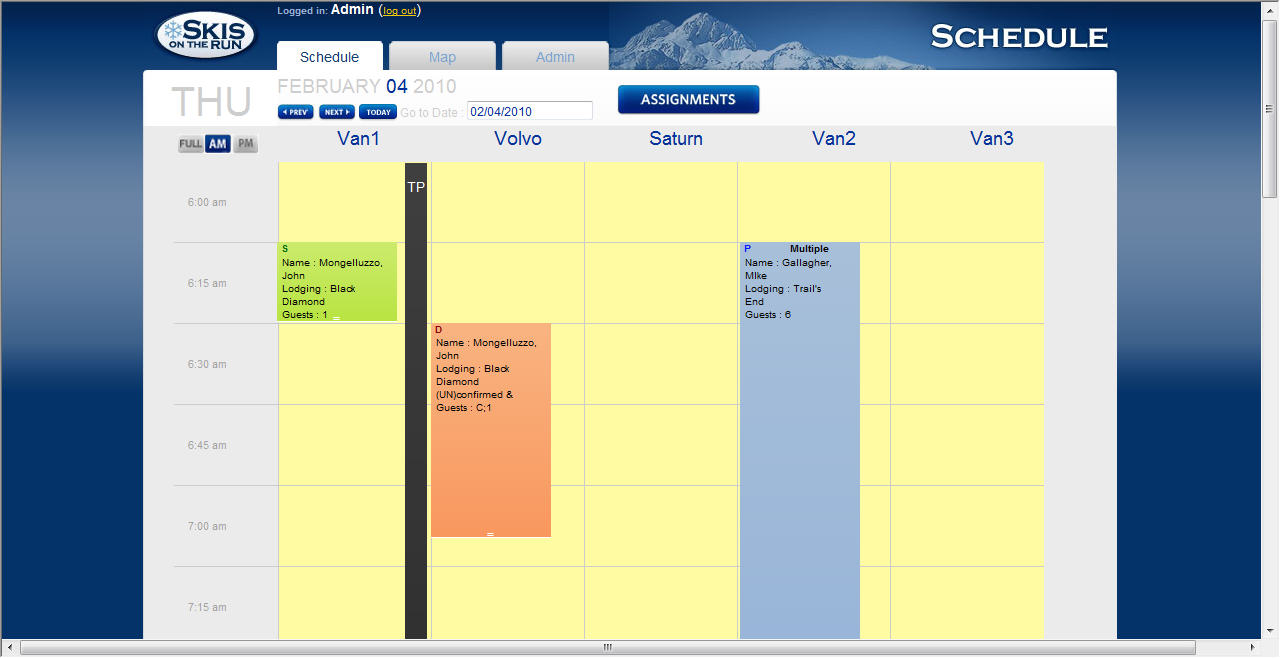 Logged in: Admin (log out)
SKIS
ON THE RUN
SCHEDULE
Schedule
Map
Admin
THU
FEBRUARY 04 2010
PREV
NEXT
TODAY
Go to Date :
02/04/2010
ASSIGNMENTS
FULL
AM
PM
Van1
Volvo
Saturn
Van2
Van3
TP
6:00 am
S
Name : Mongelluzzo,
John
Lodging : Black
Diamond
Guests : 1
P
Multiple
Name : Gallagher,
MIke
Lodging : Trail's
End
Guests : 6
6:15 am
D
Name : Mongelluzzo,
John
Lodging : Black
Diamond
(UN)confirmed &
Guests : C;1
6:30 am
6:45 am
7:00 am
7:15 am